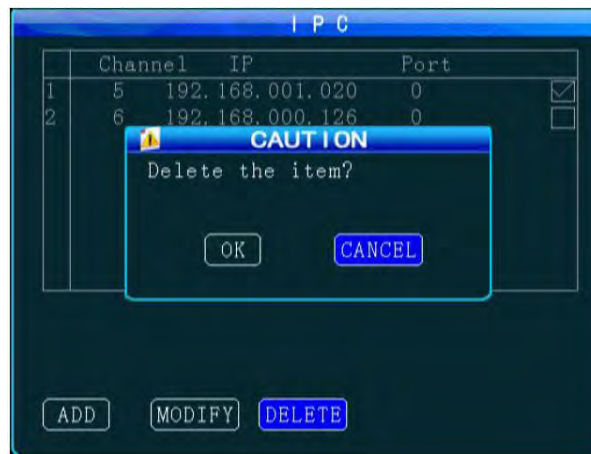 IPC
Channel IP Port
1 5 192.168.001.020 0
2 6 192.168.000.126 0
CAUTION
Delete the item?
OK CANCEL
ADD MODIFY DELETE